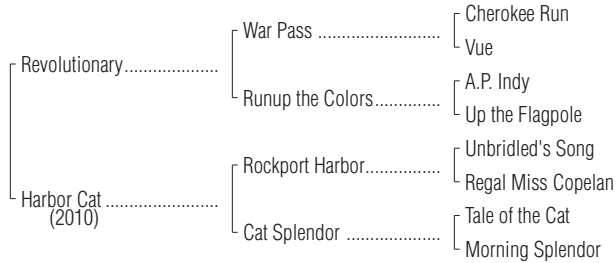 Cherokee Run
War Pass ..........................
Vue
Revolutionary....................
A.P. Indy
Runup the Colors..............
Up the Flagpole
Unbridled's Song
Rockport Harbor................
Regal Miss Copelan
Harbor Cat ........................
(2010)
Tale of the Cat
Cat Splendor ....................
Morning Splendor